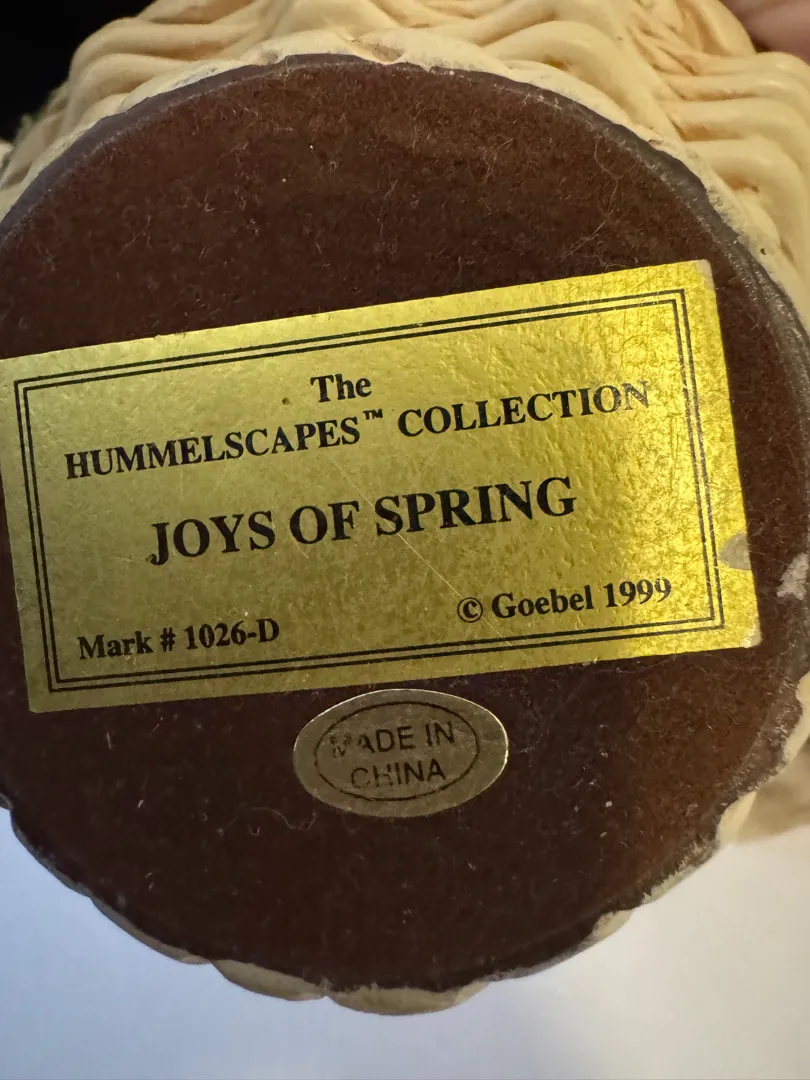 The
HUMMELSCAPES™ COLLECTION
JOYS OF SPRING
Mark # 1026-D
© Goebel 1999
MADE IN
CHINA